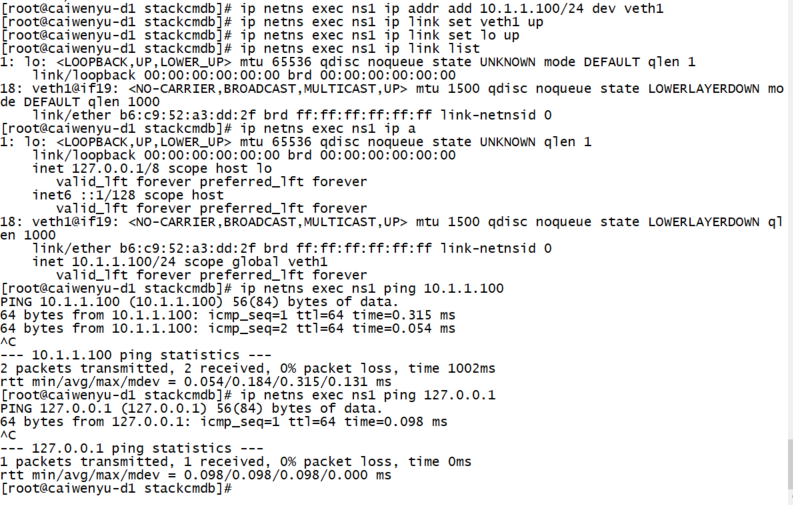 [root@caiwenyu-d1 stackcmdb]# ip netns exec ns1 ip addr add 10.1.1.100/24 dev veth1
[root@caiwenyu-d1 stackcmdb]# ip netns exec ns1 ip link set veth1 up
[root@caiwenyu-d1 stackcmdb]# ip netns exec ns1 ip link set lo up
[root@caiwenyu-d1 stackcmdb]# ip netns exec ns1 ip link list
1: lo: <LOOPBACK,UP,LOWER_UP> mtu 65536 qdisc noqueue state UNKNOWN mode DEFAULT qlen 1
    link/loopback 00:00:00:00:00:00 brd 00:00:00:00:00:00
18: veth1@if19: <NO-CARRIER,BROADCAST,MULTICAST,UP> mtu 1500 qdisc noqueue state LOWERLAYERDOWN mo
de DEFAULT qlen 1000
    link/ether b6:c9:52:a3:dd:2f brd ff:ff:ff:ff:ff:ff link-netnsid 0
[root@caiwenyu-d1 stackcmdb]# ip netns exec ns1 ip a
1: lo: <LOOPBACK,UP,LOWER_UP> mtu 65536 qdisc noqueue state UNKNOWN qlen 1
    link/loopback 00:00:00:00:00:00 brd 00:00:00:00:00:00
    inet 127.0.0.1/8 scope host lo
       valid_lft forever preferred_lft forever
    inet6 ::1/128 scope host
       valid_lft forever preferred_lft forever
18: veth1@if19: <NO-CARRIER,BROADCAST,MULTICAST,UP> mtu 1500 qdisc noqueue state LOWERLAYERDOWN ql
en 1000
    link/ether b6:c9:52:a3:dd:2f brd ff:ff:ff:ff:ff:ff link-netnsid 0
    inet 10.1.1.100/24 scope global veth1
       valid_lft forever preferred_lft forever
[root@caiwenyu-d1 stackcmdb]# ip netns exec ns1 ping 10.1.1.100
PING 10.1.1.100 (10.1.1.100) 56(84) bytes of data.
64 bytes from 10.1.1.100: icmp_seq=1 ttl=64 time=0.315 ms
64 bytes from 10.1.1.100: icmp_seq=2 ttl=64 time=0.054 ms
^C
--- 10.1.1.100 ping statistics ---
2 packets transmitted, 2 received, 0% packet loss, time 1002ms
rtt min/avg/max/mdev = 0.054/0.184/0.315/0.131 ms
[root@caiwenyu-d1 stackcmdb]# ip netns exec ns1 ping 127.0.0.1
PING 127.0.0.1 (127.0.0.1) 56(84) bytes of data.
64 bytes from 127.0.0.1: icmp_seq=1 ttl=64 time=0.098 ms
^C
--- 127.0.0.1 ping statistics ---
1 packets transmitted, 1 received, 0% packet loss, time 0ms
rtt min/avg/max/mdev = 0.098/0.098/0.098/0.000 ms
[root@caiwenyu-d1 stackcmdb]#